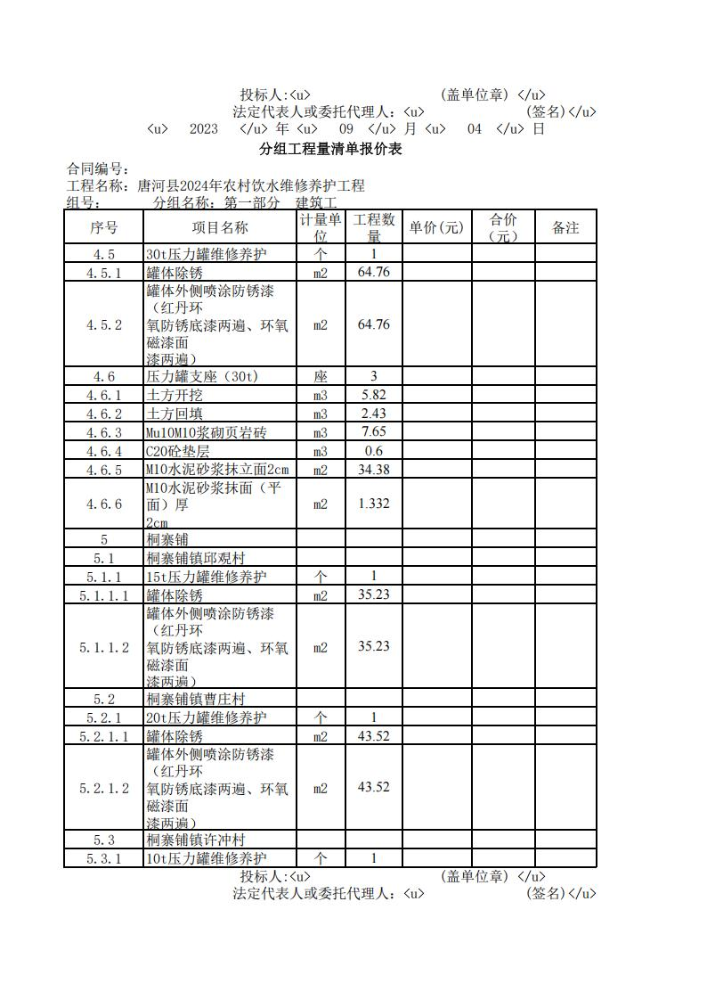 投标人:<u> (盖单位章) </u>
法定代表人或委托代理人: <u> (签名)</u>
<u> 2023 </u> 年 <u> 09 </u> 月 <u> 04 </u> 日
分组工程量清单报价表
合同编号:
工程名称: 唐河县2024年农村饮水维修养护工程
组号: 分组名称: 第一部分 建筑工
序号 项目名称 计量单位 工程数量 单价(元) 合价（元） 备注
4.5 30t压力罐维修养护 个 1
4.5.1 罐体除锈 m2 64.76
4.5.2 罐体外侧喷涂防锈漆
（红丹环
氧防锈底漆两遍、环氧
磁漆面
漆两遍） m2 64.76
4.6 压力罐支座（30t) 座 3
4.6.1 土方开挖 m3 5.82
4.6.2 土方回填 m3 2.43
4.6.3 Mu10M10浆砌页岩砖 m3 7.65
4.6.4 C20砼垫层 m3 0.6
4.6.5 M10水泥砂浆抹立面2cm m2 34.38
4.6.6 M10水泥砂浆抹面（平
面）厚
2cm m2 1.332
5 桐寨铺
5.1 桐寨铺镇邱观村
5.1.1 15t压力罐维修养护 个 1
5.1.1.1 罐体除锈 m2 35.23
5.1.1.2 罐体外侧喷涂防锈漆
（红丹环
氧防锈底漆两遍、环氧
磁漆面
漆两遍） m2 35.23
5.2 桐寨铺镇曹庄村
5.2.1 20t压力罐维修养护 个 1
5.2.1.1 罐体除锈 m2 43.52
5.2.1.2 罐体外侧喷涂防锈漆
（红丹环
氧防锈底漆两遍、环氧
磁漆面
漆两遍） m2 43.52
5.3 桐寨铺镇许冲村
5.3.1 10t压力罐维修养护 个 1
投标人:<u> (盖单位章) </u>
法定代表人或委托代理人: <u> (签名)</u>